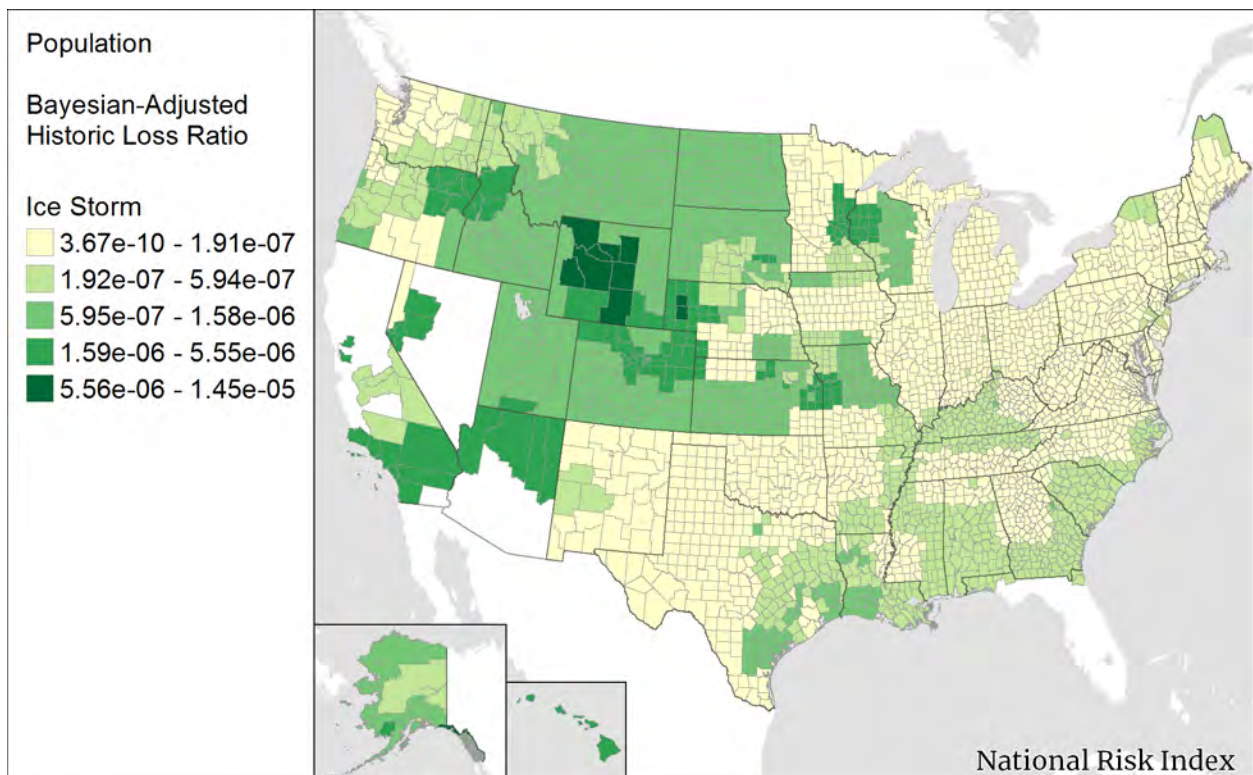 Population
Bayesian-Adjusted
Historic Loss Ratio
Ice Storm
3.67e-10 - 1.91e-07
1.92e-07 - 5.94e-07
5.95e-07 - 1.58e-06
1.59e-06 - 5.55e-06
5.56e-06 - 1.45e-05
National Risk Index